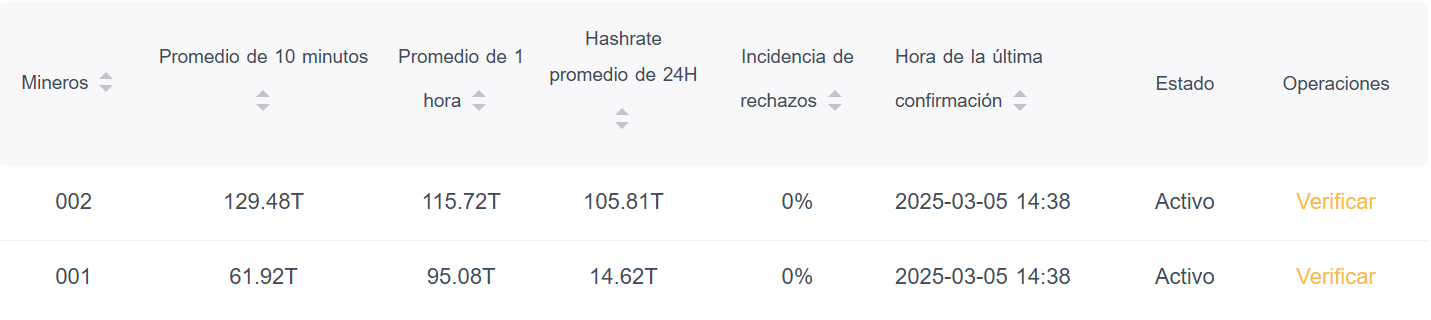 Mineros
Promedio de 10 minutos
Promedio de 1
hora
Hashrate
promedio de 24H
Incidencia de
rechazos
Hora de la última
confirmación
Estado
Operaciones
002 129.48T 115.72T 105.81T 0% 2025-03-05 14:38 Activo Verificar
001 61.92T 95.08T 14.62T 0% 2025-03-05 14:38 Activo Verificar